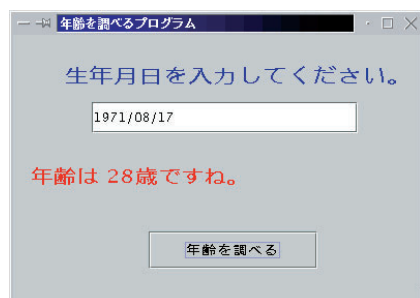 年齢を調べるプログラム
生年月日を入力してください。
1971/08/17
年齢は 28歳ですね。
年齢を調べる